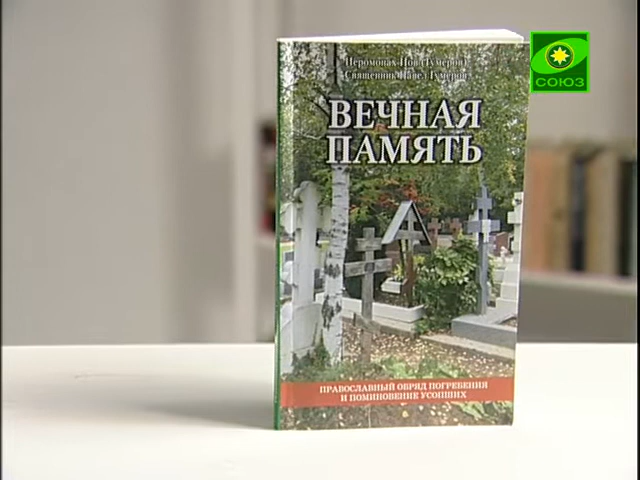 Иеромонах Иов (Гумеров)
Священник Павел Гумеров
ВЕЧНАЯ
ПАМЯТЬ
ПРАВОСЛАВНЫЙ ОБРЯД ПОГРЕБЕНИЯ
И ПОМИНОВЕНИЕ УСОПШИХ
СОЮЗ